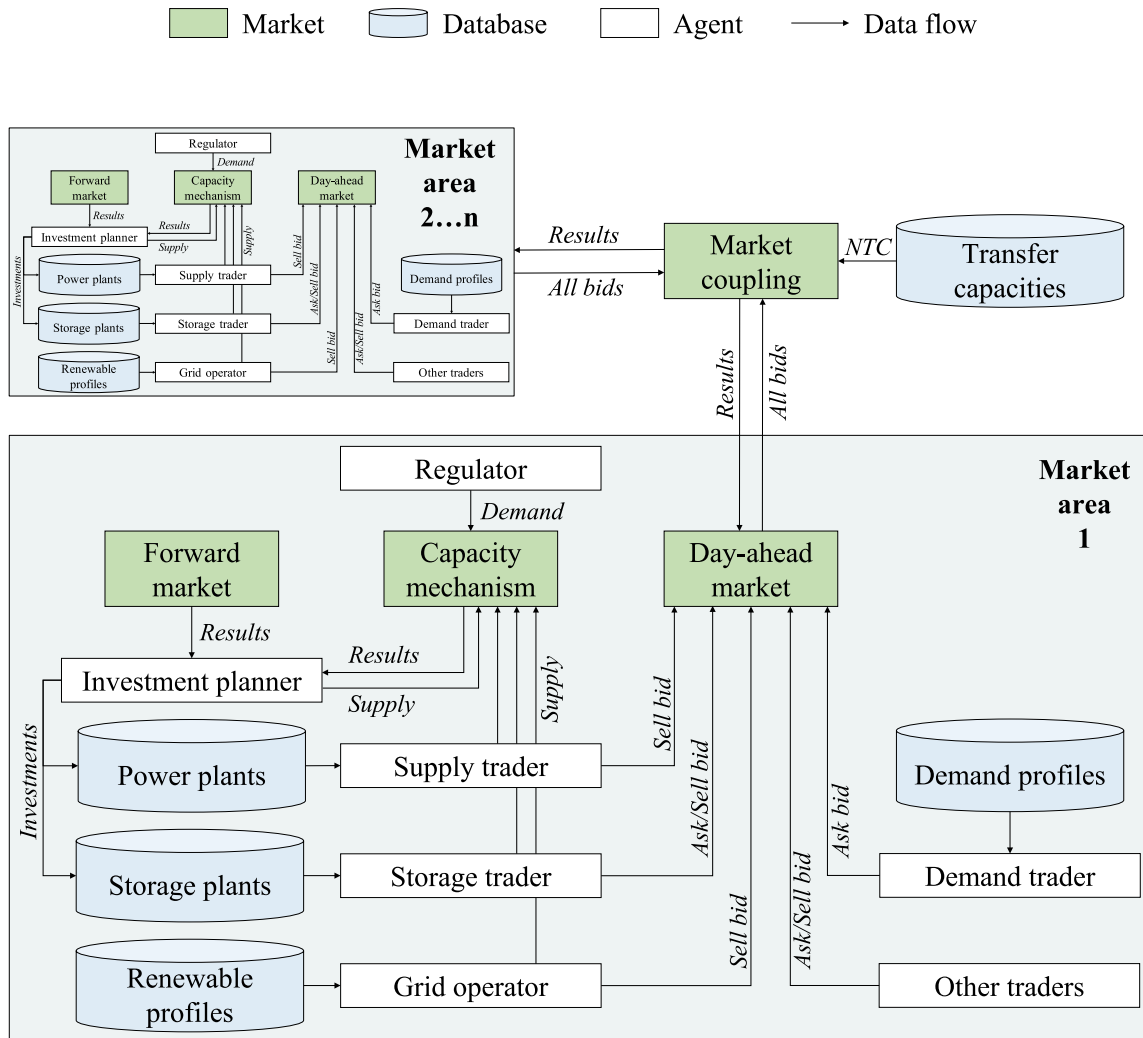 Market
Database
Agent
Data flow
Regulator
Demand
Market
area
2...n
Forward
market
Capacity
mechanism
Day-ahead
market
Results
Results
Supply
Investment planner
Supply
Sell bid
Ask/Sell bid
Sell bid
Ask/Sell bid
Ask bid
Investments
Power plants
Supply trader
Demand profiles
Storage plants
Storage trader
Demand trader
Renewable
profiles
Grid operator
Other traders
Results
All bids
Market
coupling
NTC
Transfer
capacities
Results
All bids
Regulator
Demand
Market
area
1
Forward
market
Capacity
mechanism
Day-ahead
market
Results
Results
Supply
Investment planner
Supply
Sell bid
Ask/Sell bid
Sell bid
Ask/Sell bid
Ask bid
Investments
Power plants
Supply trader
Demand profiles
Storage plants
Storage trader
Demand trader
Renewable
profiles
Grid operator
Other traders